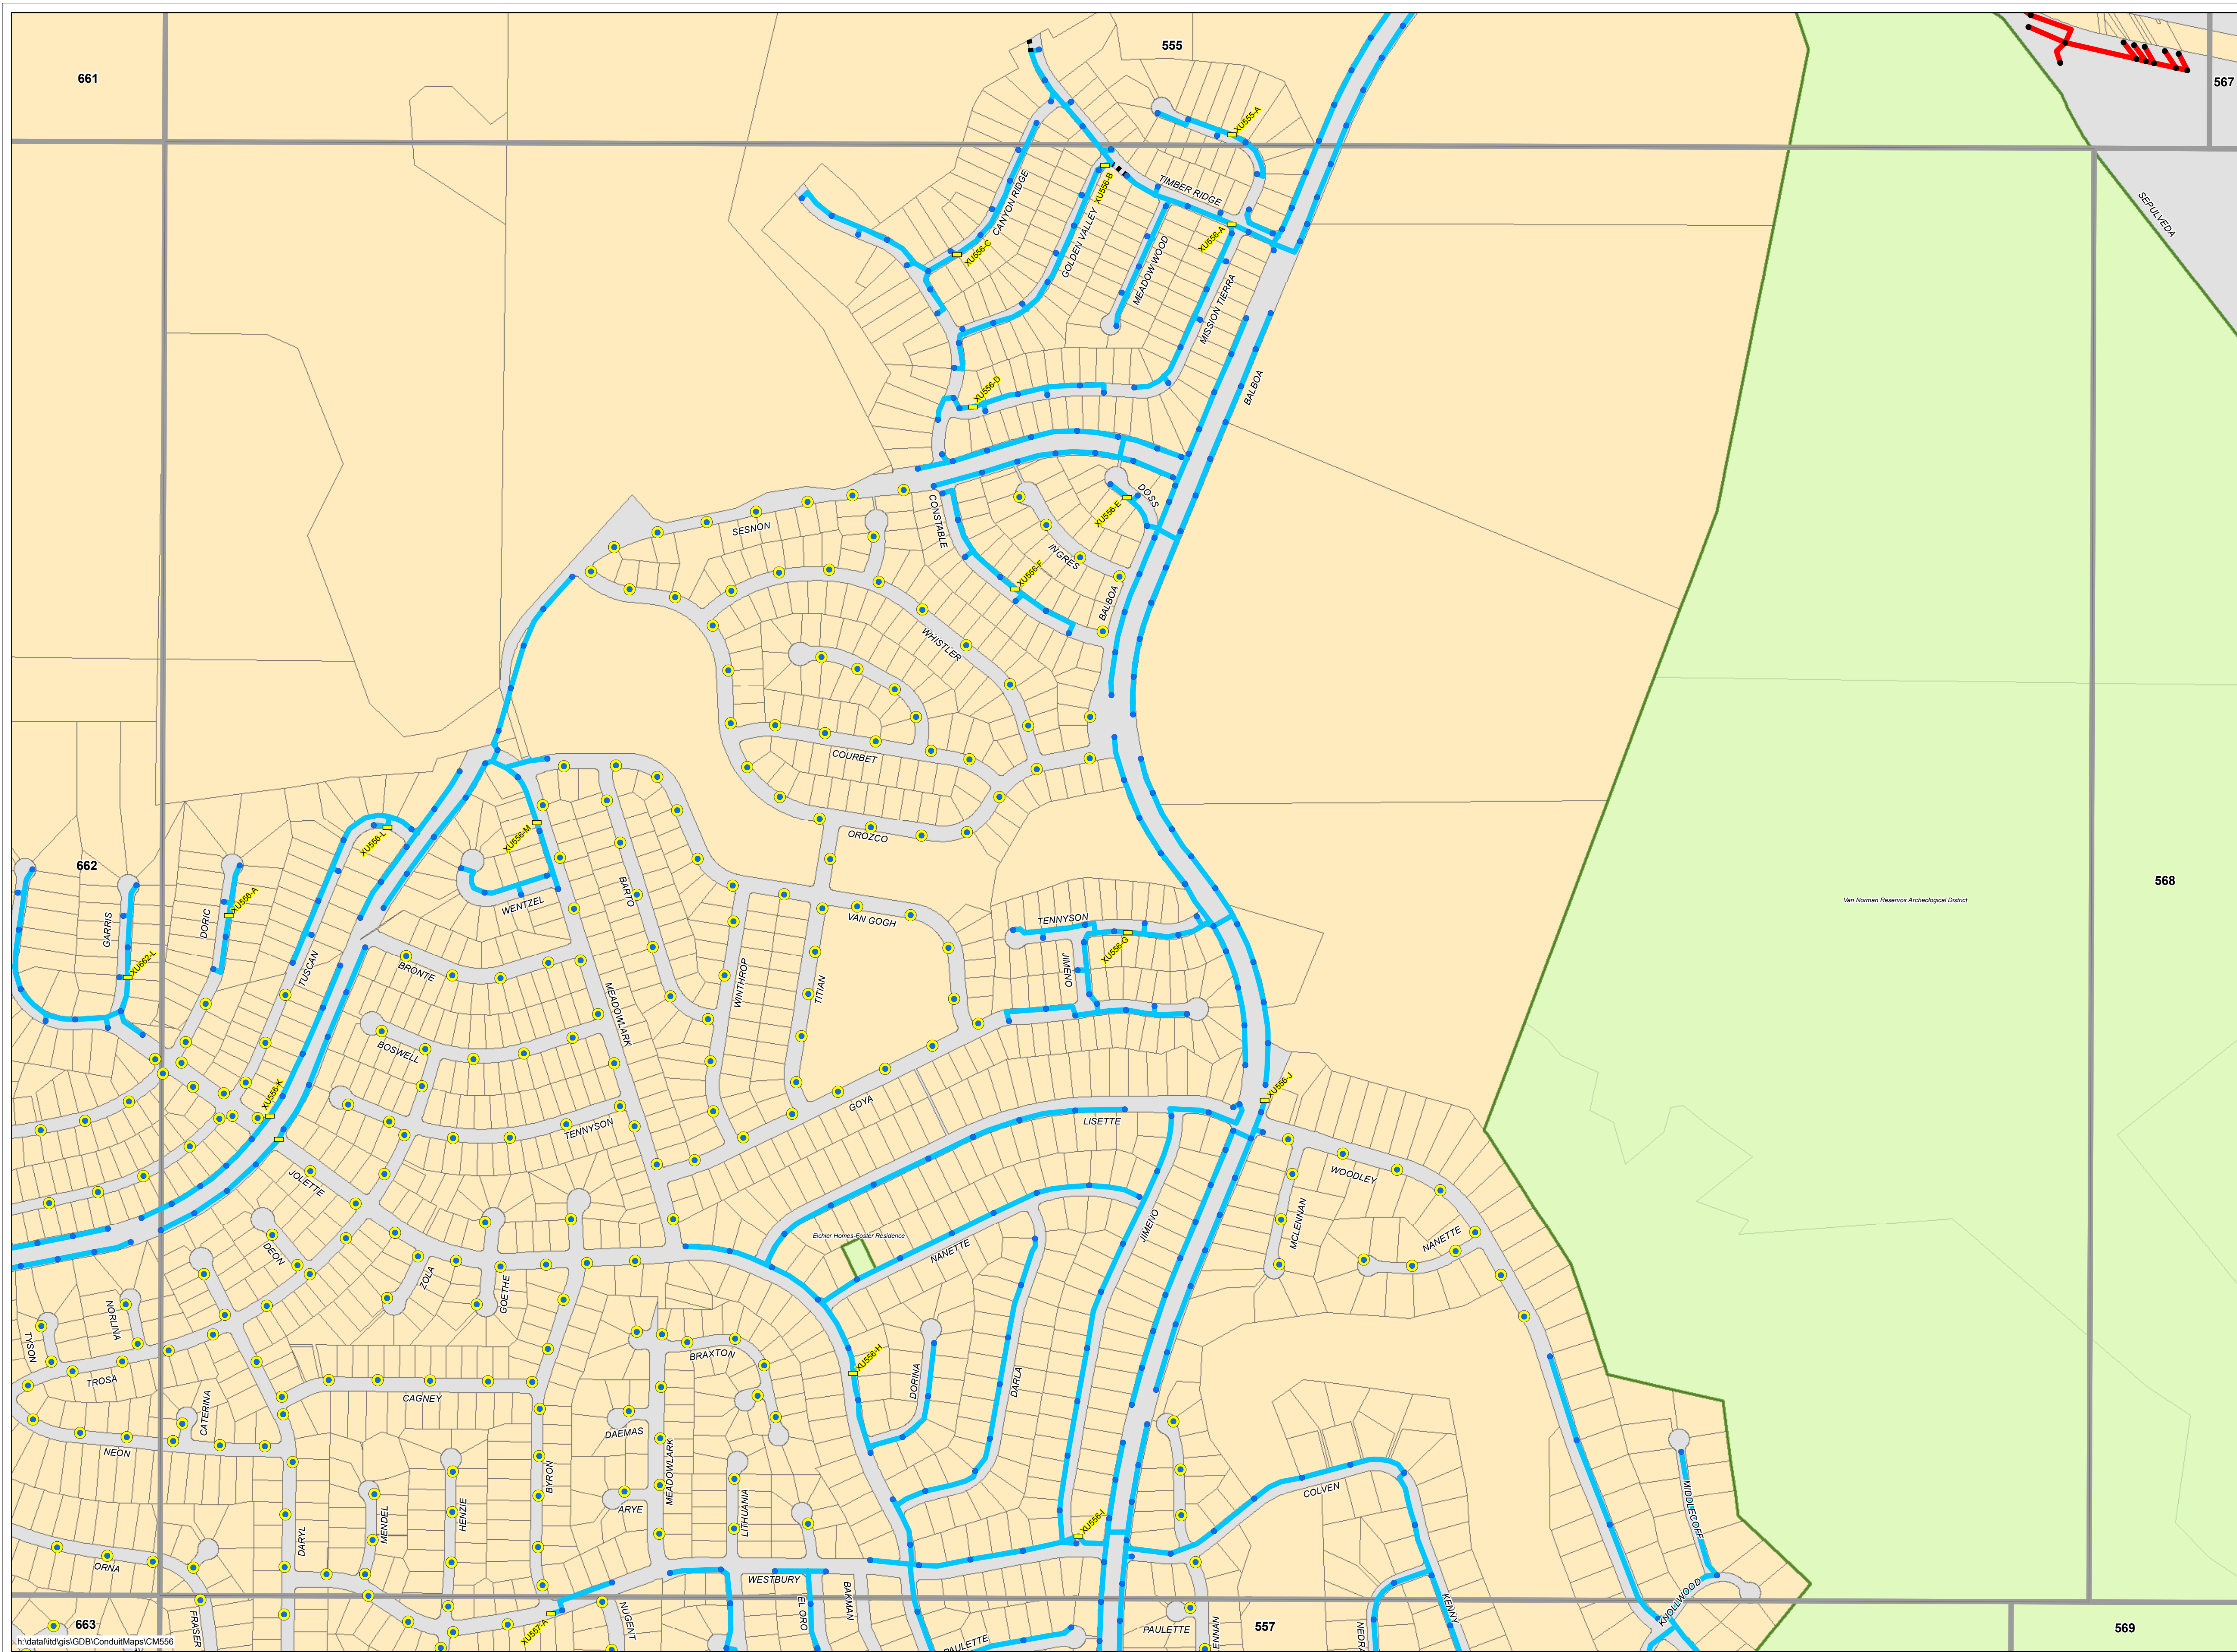 555
661
567
XU555-A
SEPULVEDA
XU556-B
TIMBER RIDGE
CANYON RIDGE
GOLDEN VALLEY
XU556-A
XU556-C
MEADOW WOOD
MISSION TIERRA
XU556-D
BALBOA
DOSS
XU556-E
CONSTABLE
SESNON
INGRES
XU556-F
BALBOA
WHISTLER
COURBET
OROZCO
XU556-L
XU556-M
662
568
BARTO
XU556-A
WENTZEL
Van Norman Reservoir Archeological District
GARRIS
DORIC
TENNYSON
VAN GOGH
XU556-G
XU662-L
TUSCAN
BRONTE
JIMENO
WINTHROP
TITIAN
MEADOWLARK
BOSWELL
XU556-K
XU556-J
GOYA
TENNYSON
LISETTE
JOLETTE
WOODLEY
JIMENO
MCLENNAN
Eichler Homes-Foster Residence
NANETTE
NANETTE
DEON
ZOLA
GOETHE
NORLINA
TYSON
XU556-H
BRAXTON
TROSA
DORINA
DARLA
CAGNEY
CATERINA
DAEMAS
NEON
MEADOWLARK
BYRON
COLVEN
ARYE
LITHUANIA
HENZIE
MENDEL
MIDDLECOFF
XU556-I
DARYL
ORNA
WESTBURY
BAKMAN
KNOLLWOOD
KENNY
EL ORO
NUGENT
XU557-A
FRASER
663
557
569
PAULETTE
ENNAN
NEDRA
PAULETTE
h:\data\itd\gis\GDB\ConduitMaps\CM556